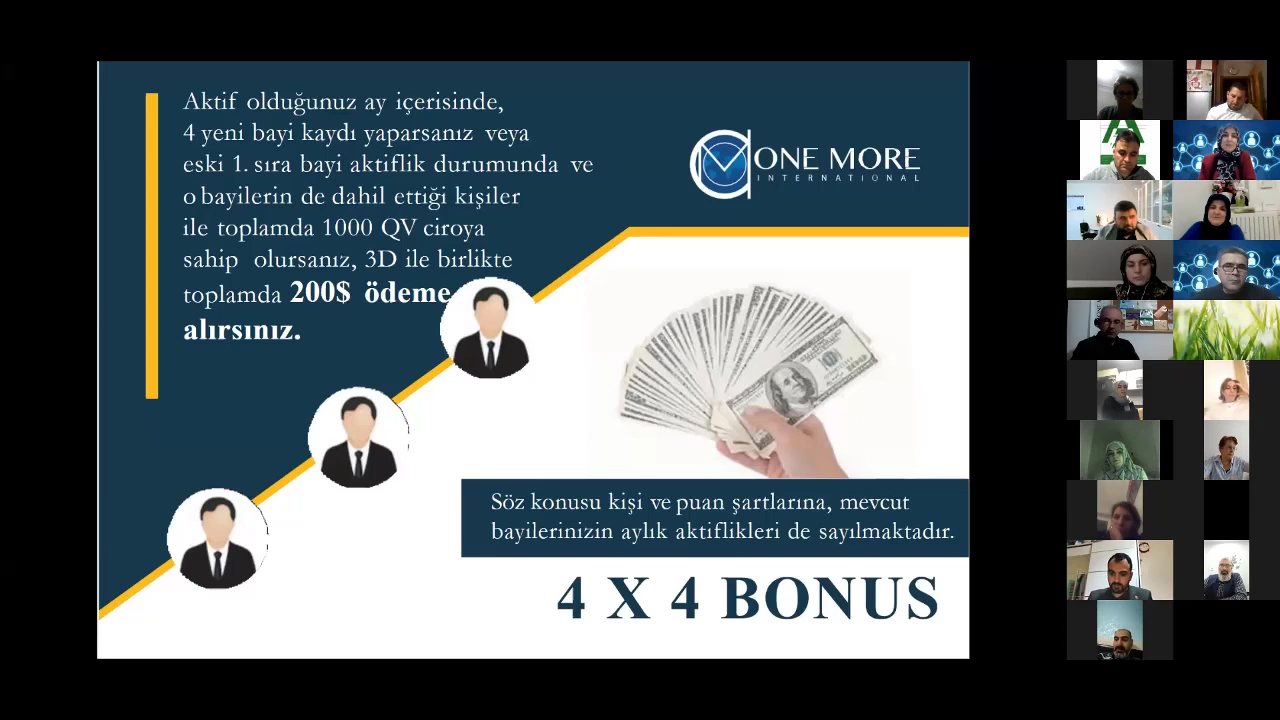 Aktif olduğunuz ay içerisinde,
4 yeni bayi kaydı yaparsanız veya
eski 1. sıra bayi aktiflik durumunda ve
o bayilerin de dahil ettiği kişiler
ile toplamda 1000 QV ciroya
sahip olursanız, 3D ile birlikte
toplamda 200$ ödeme
alırsınız.
ONE MORE
INTERNATIONAL
Söz konusu kişi ve puan şartlarına, mevcut
bayilerinizin aylık aktiflikleri de sayılmaktadır.
4 X 4 BONUS